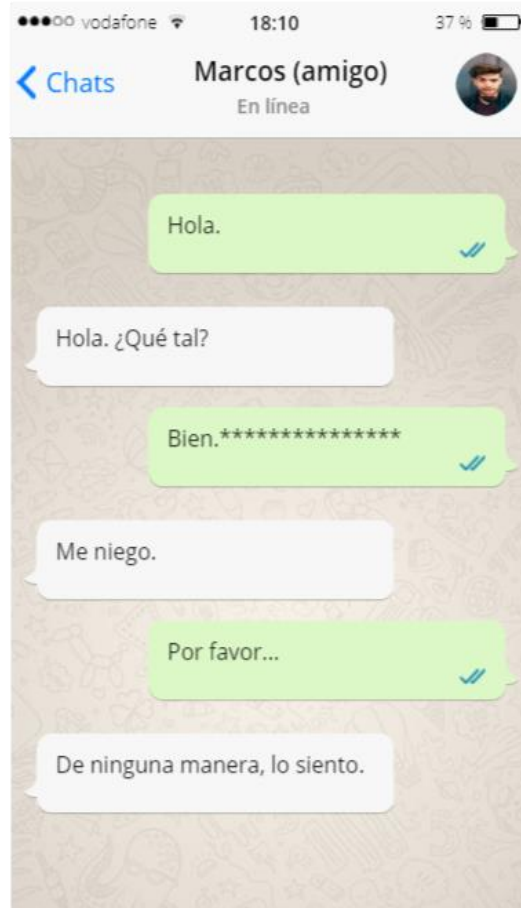 vodafone 18:10 37 %
Chats Marcos (amigo)
En línea
Hola.
Hola. ¿Qué tal?
Bien.***************
Me niego.
Por favor...
De ninguna manera, lo siento.